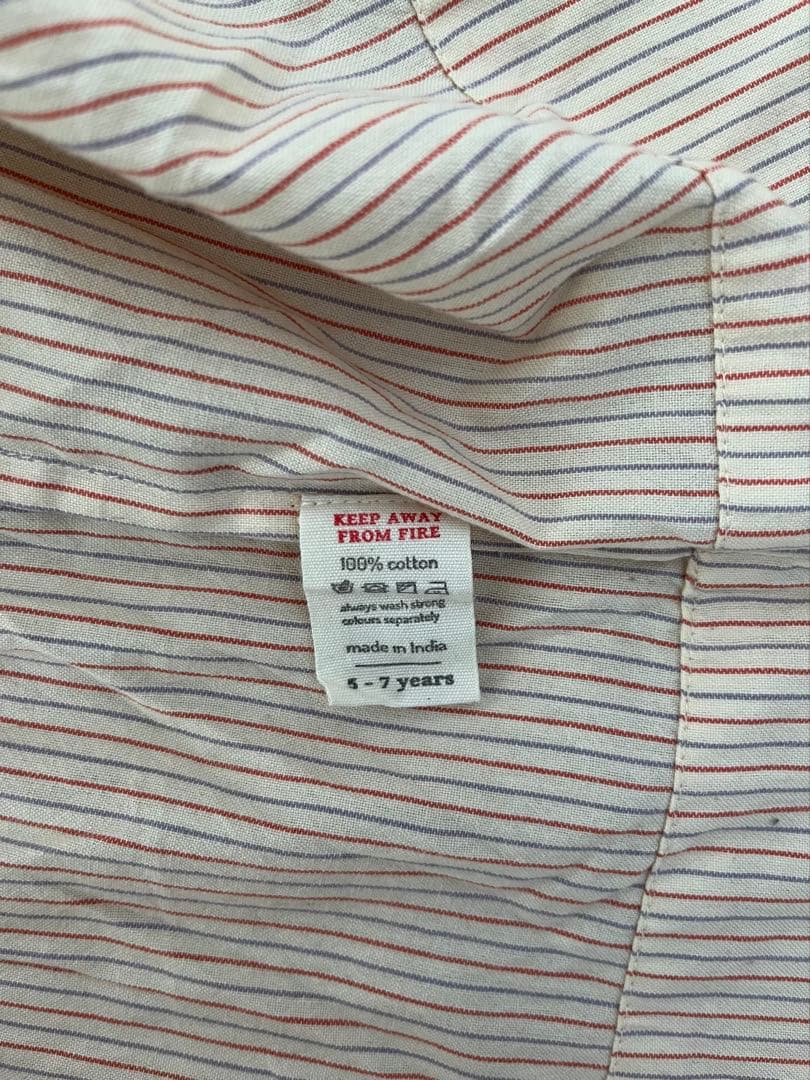 KEEP AWAY
FROM FIRE
100% cotton
always wash strong
colours separately
made in India
5 - 7 years